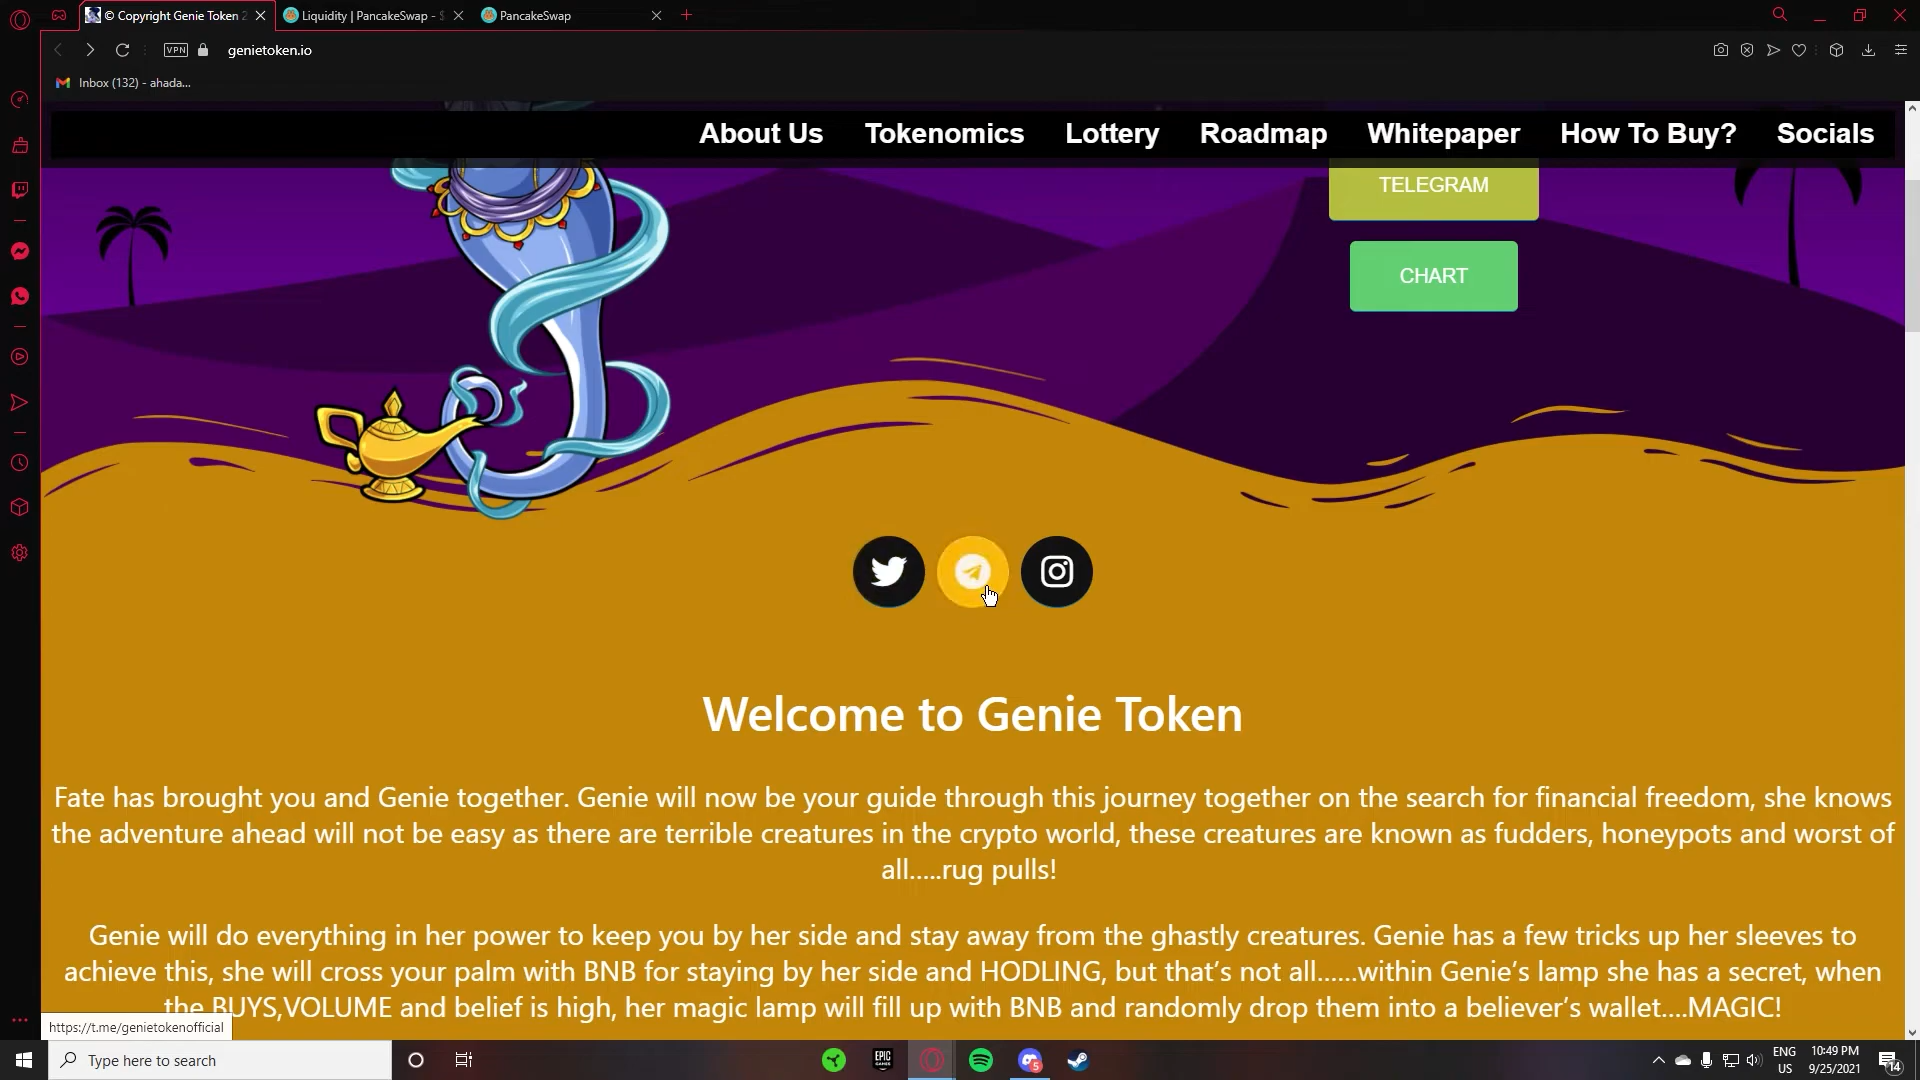 © Copyright Genie Token 2
Liquidity | PancakeSwap - $
PancakeSwap
VPN
genietoken.io
Inbox (132) - ahada...
About Us
Tokenomics
Lottery
Roadmap
Whitepaper
How To Buy?
Socials
TELEGRAM
CHART
Welcome to Genie Token
Fate has brought you and Genie together. Genie will now be your guide through this journey together on the search for financial freedom, she knows
the adventure ahead will not be easy as there are terrible creatures in the crypto world, these creatures are known as fudders, honeypots and worst of
all…..rug pulls!
Genie will do everything in her power to keep you by her side and stay away from the ghastly creatures. Genie has a few tricks up her sleeves to
achieve this, she will cross your palm with BNB for staying by her side and HODLING, but that’s not all……within Genie’s lamp she has a secret, when
the BUYS,VOLUME and belief is high, her magic lamp will fill up with BNB and randomly drop them into a believer’s wallet….MAGIC!
https://t.me/genietokenofficial
Type here to search
EPIC
GAMES
5
ENG
US
10:49 PM
9/25/2021
14